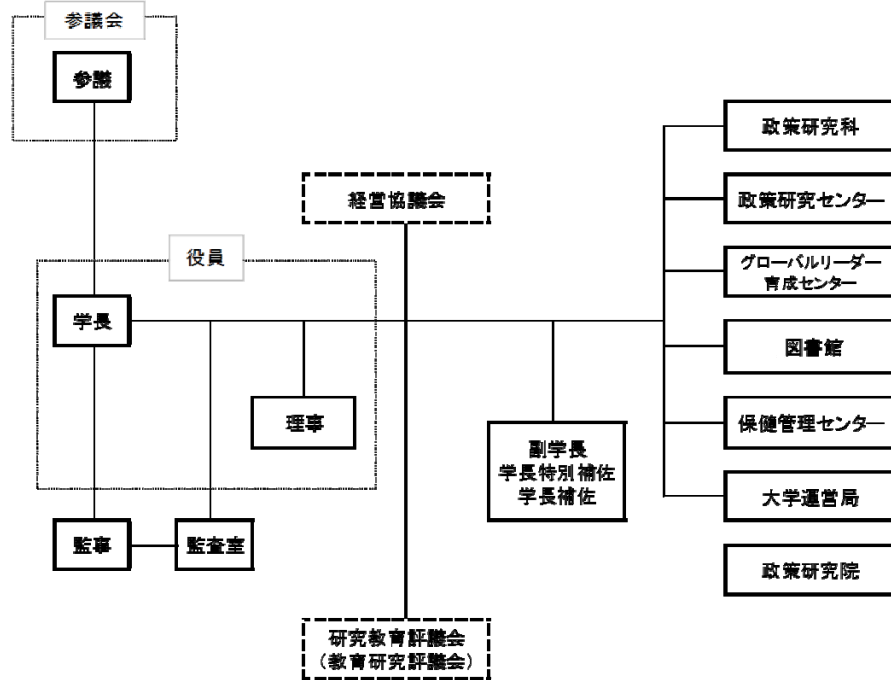 参議会
参議
経営協議会
役員
学長
理事
監事
監査室
副学長
学長特別補佐
学長補佐
研究教育評議会
(教育研究評議会)
政策研究科
政策研究センター
グローバルリーダー
育成センター
図書館
保健管理センター
大学運営局
政策研究院